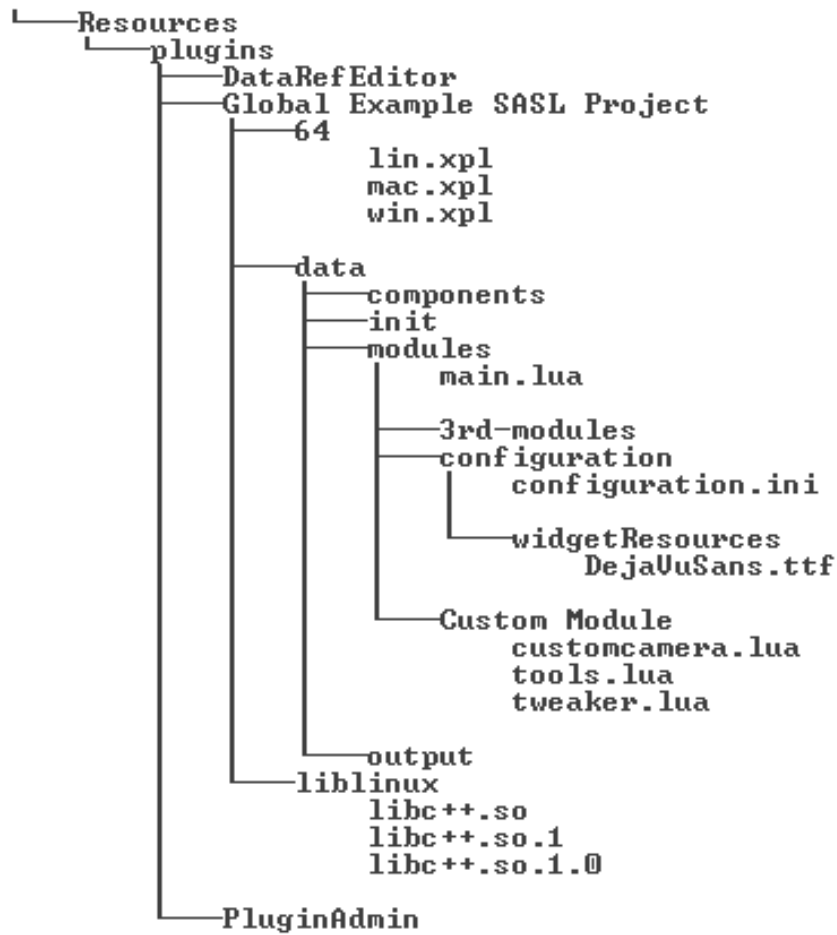 Resources
plugins
DataRefEditor
Global Example SASL Project
64
lin.xpl
mac.xpl
win.xpl
data
components
init
modules
main.lua
3rd-modules
configuration
configuration.ini
widgetResources
DejaVuSans.ttf
Custom Module
customcamera.lua
tools.lua
tweaker.lua
output
liblinux
libc++.so
libc++.so.1
libc++.so.1.0
PluginAdmin